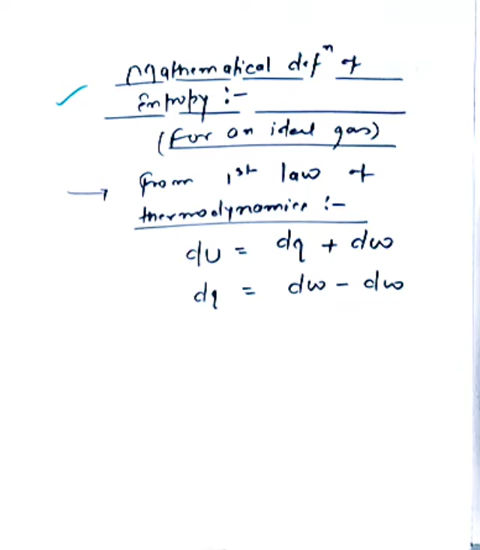 Mathematical defⁿ of
Entropy :-
(For an ideal gas)
→ from 1st law of
thermodynamics :-
dU = dq + dw
dq = dw - dw